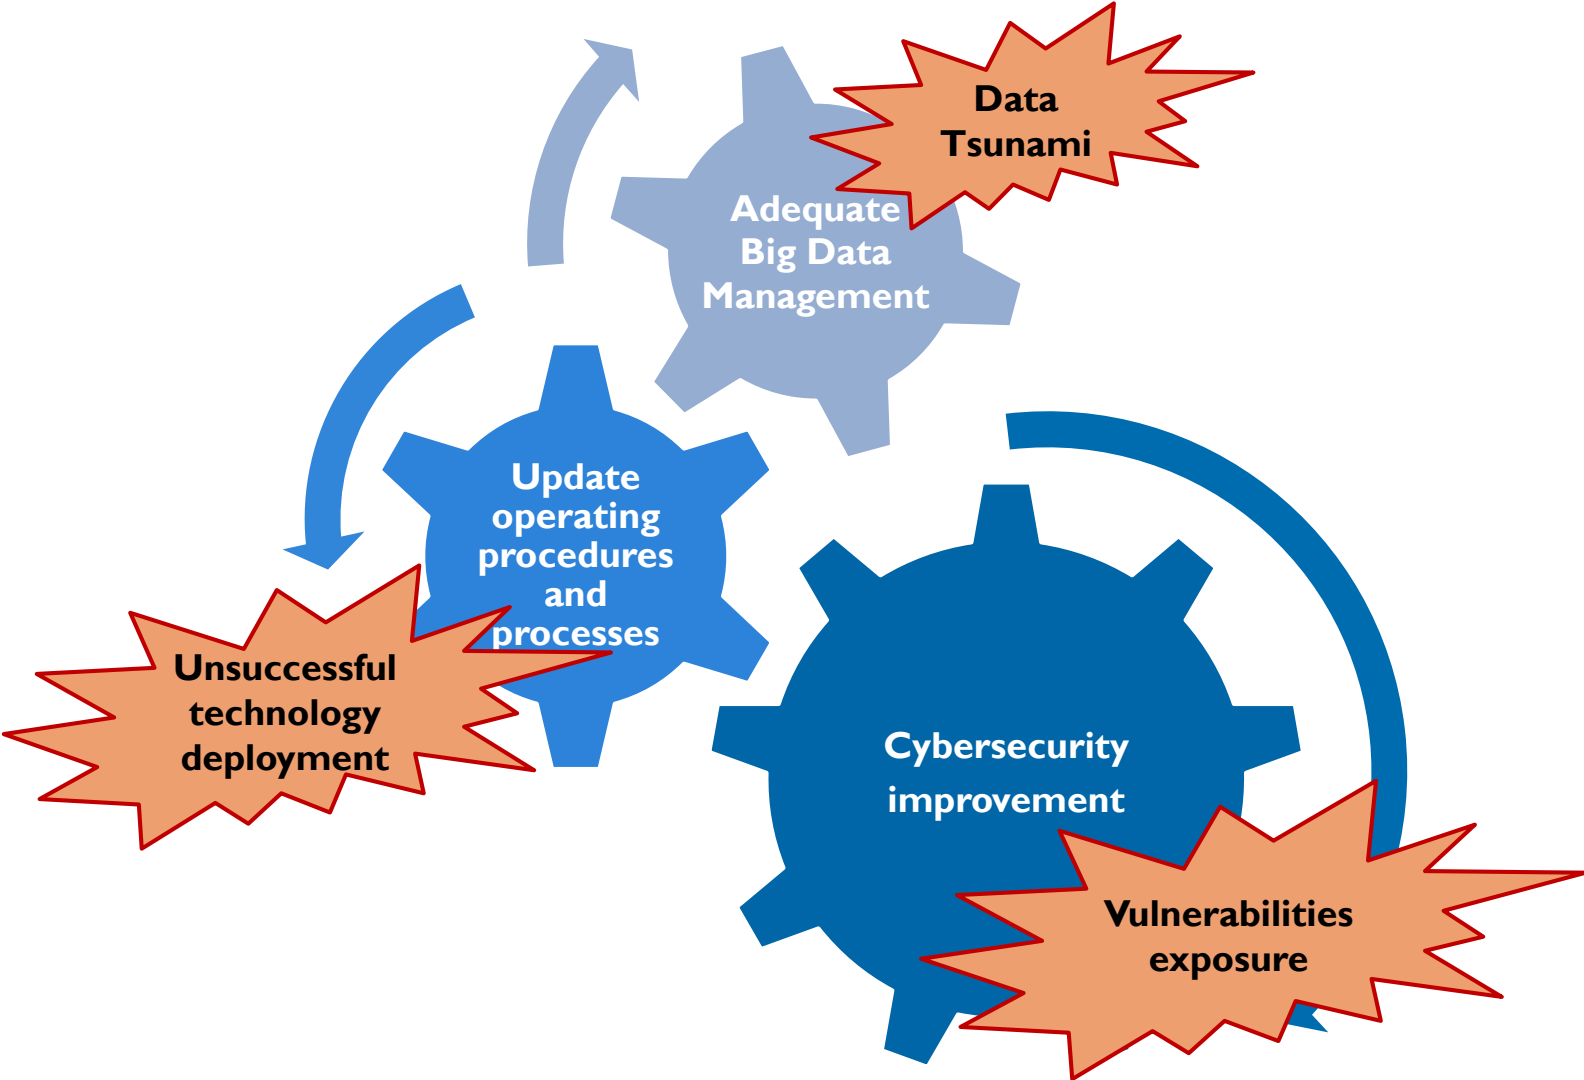 Data
Tsunami
Adequate
Big Data
Management
Update
operating
procedures
and
processes
Unsuccessful
technology
deployment
Cybersecurity
improvement
Vulnerabilities
exposure